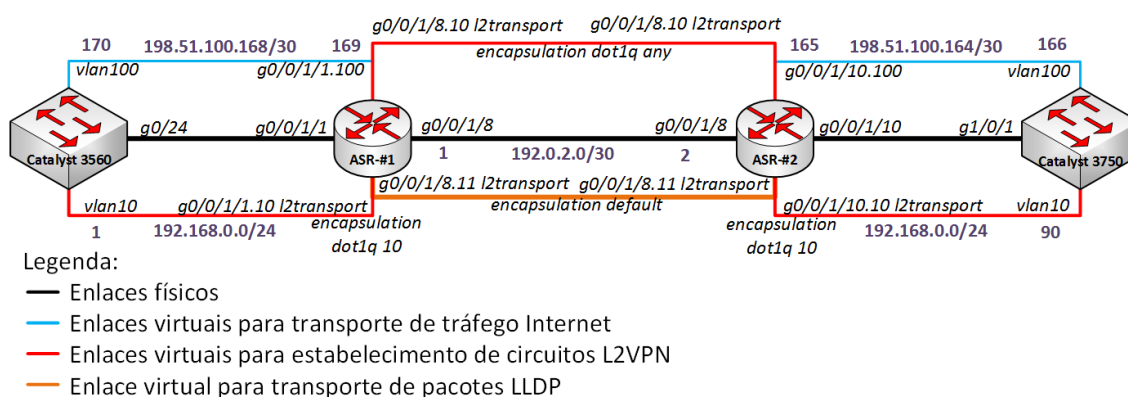 g0/0/1/8.10 l2transport
g0/0/1/8.10 l2transport
170 198.51.100.168/30 169
encapsulation dot1q any
165 198.51.100.164/30 166
vlan100 g0/0/1/1.100
g0/0/1/10.100 vlan100
g0/24 g0/0/1/1
g0/0/1/8 g0/0/1/8
g0/0/1/10 g1/0/1
Catalyst 3560
ASR-#1
1 192.0.2.0/30 2
ASR-#2
Catalyst 3750
g0/0/1/8.11 l2transport g0/0/1/8.11 l2transport
encapsulation default
vlan10 g0/0/1/1.10 l2transport
g0/0/1/10.10 l2transport vlan10
1 192.168.0.0/24
encapsulation
dot1q 10
encapsulation
dot1q 10
192.168.0.0/24 90
Legenda:
Enlaces físicos
Enlaces virtuais para transporte de tráfego Internet
Enlaces virtuais para estabelecimento de circuitos L2VPN
Enlace virtual para transporte de pacotes LLDP